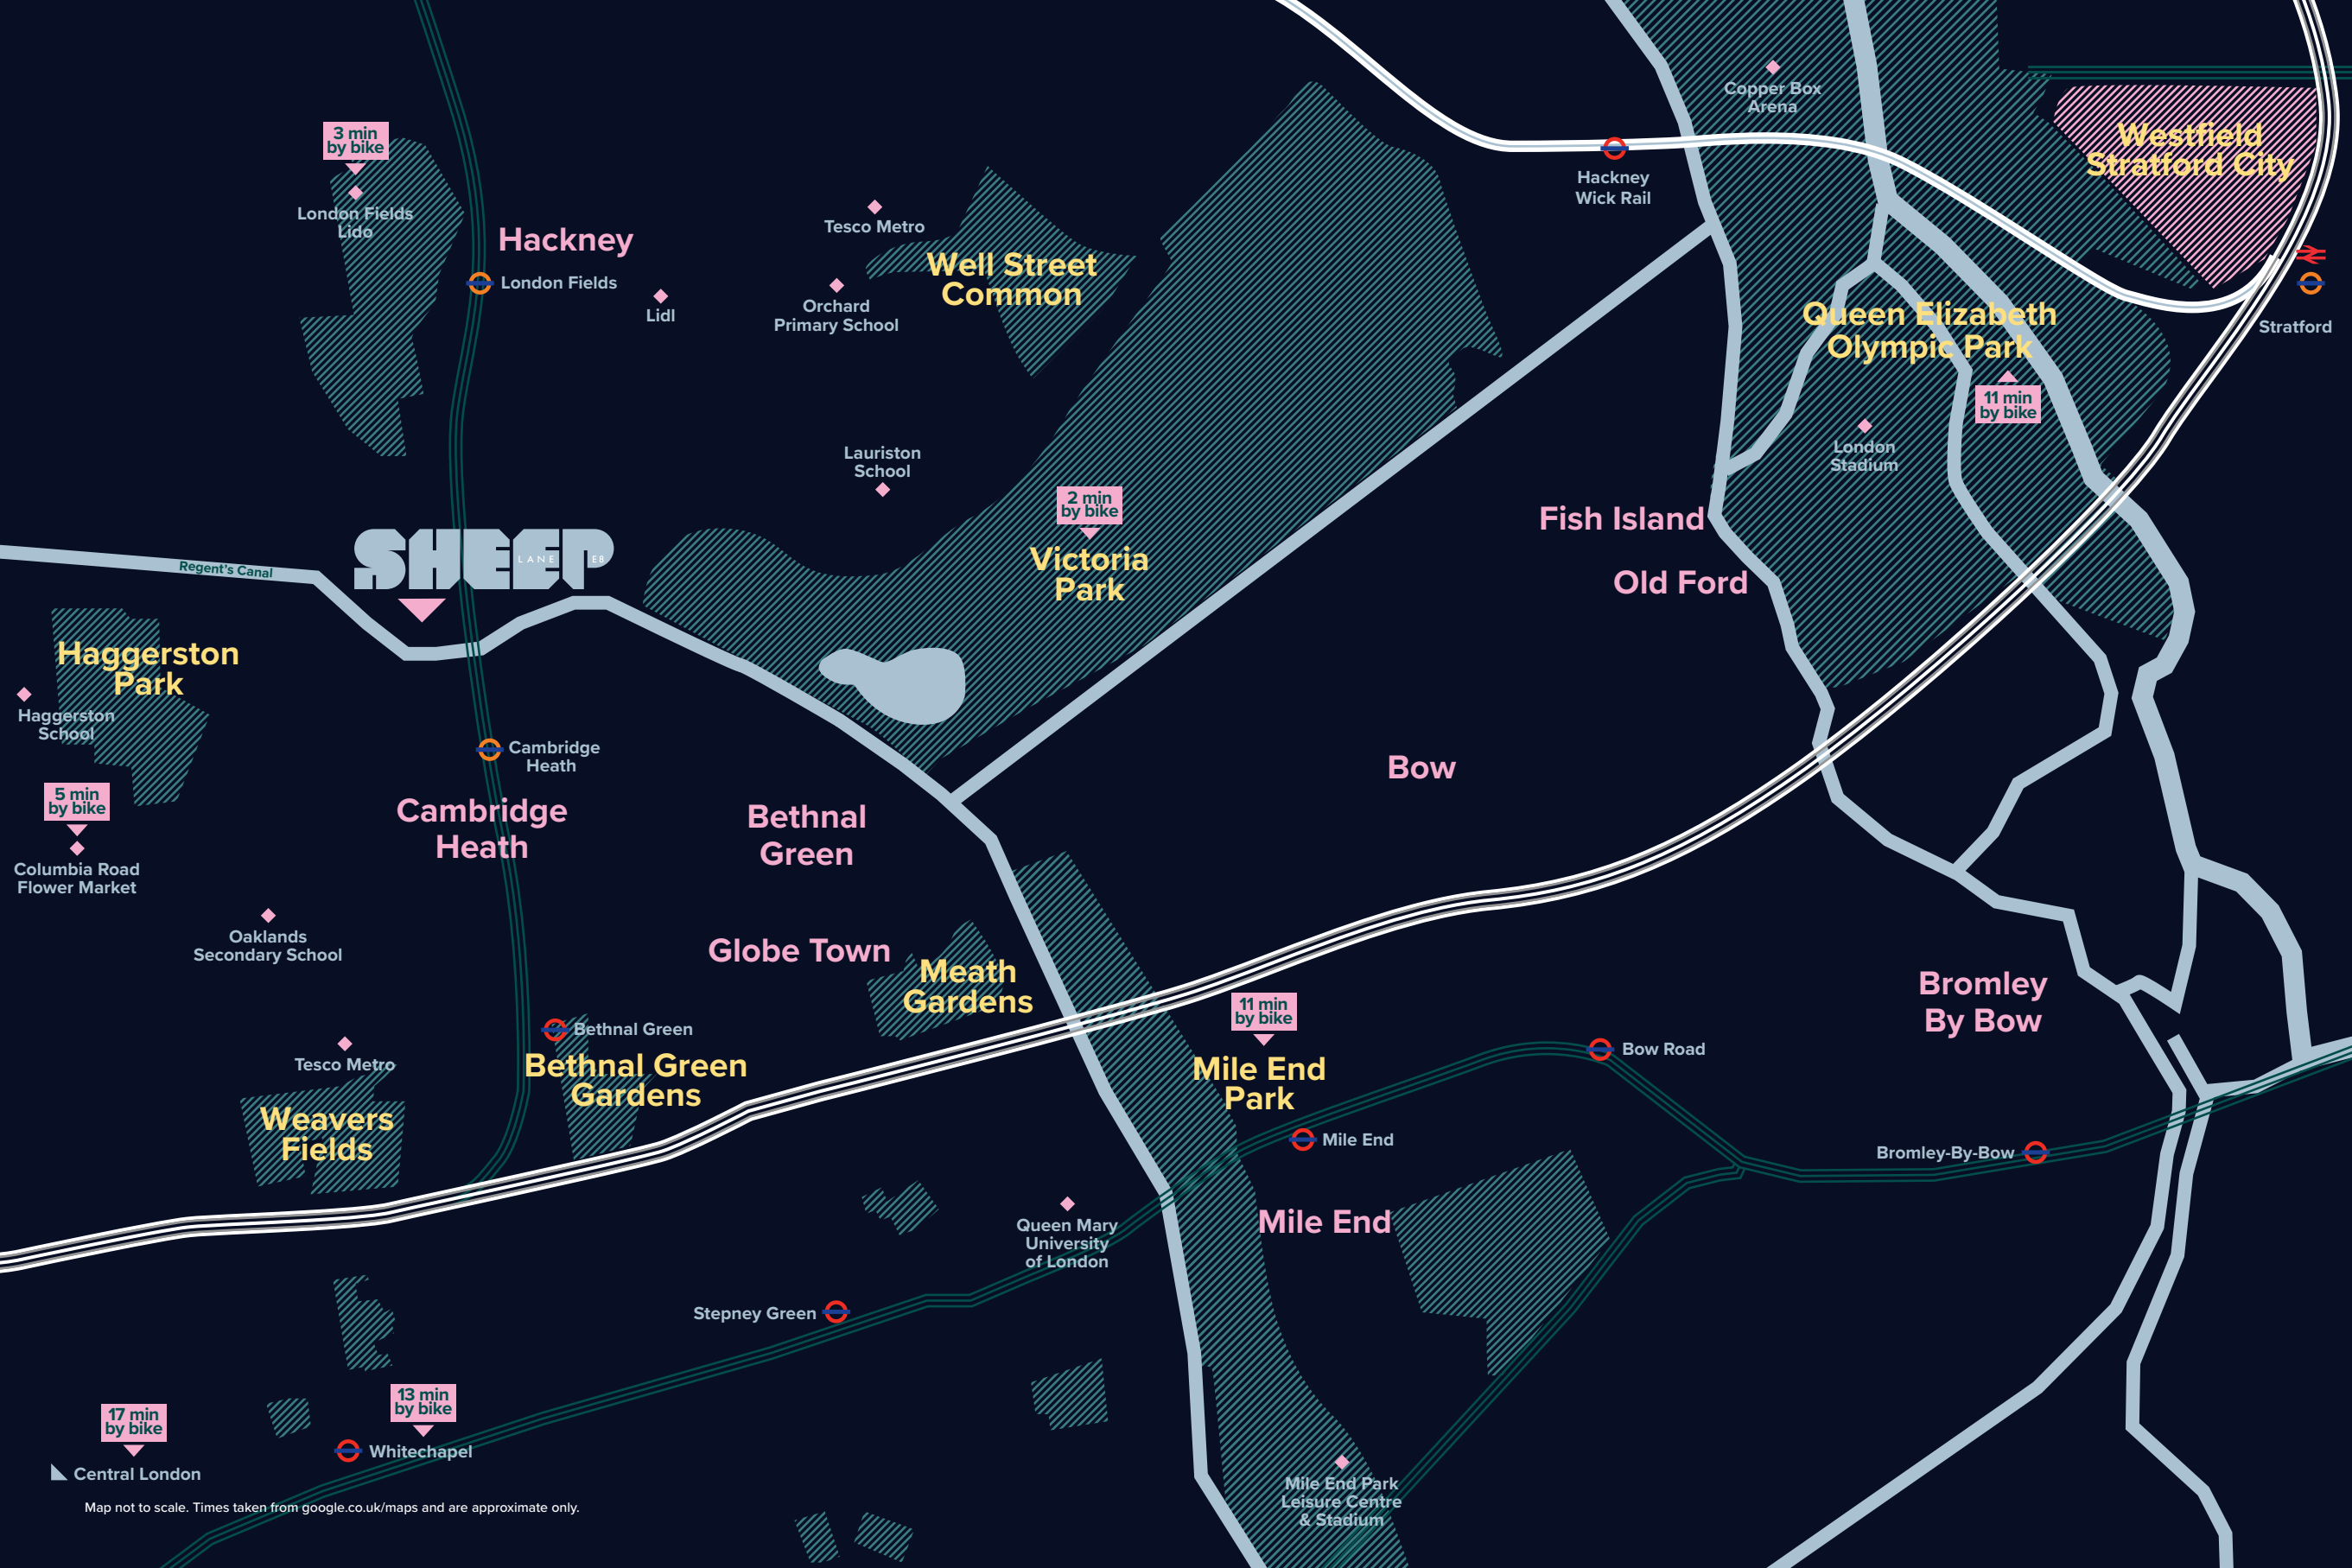 Copper Box
Arena
3 min
by bike
Westfield
Stratford City
London Fields
Lido
Hackney
Tesco Metro
Hackney
Wick Rail
London Fields
Lidl
Orchard
Primary School
Well Street
Common
Queen Elizabeth
Olympic Park
Stratford
11 min
by bike
London
Stadium
Lauriston
School
2 min
by bike
Victoria
Park
Fish Island
Old Ford
SHEEP
LANE E8
Regent's Canal
Haggerston
Park
Haggerston
School
Cambridge
Heath
5 min
by bike
Columbia Road
Flower Market
Cambridge
Heath
Bethnal
Green
Bow
Oaklands
Secondary School
Globe Town
Meath
Gardens
Bromley
By Bow
11 min
by bike
Bethnal Green
Bethnal Green
Gardens
Tesco Metro
Weavers
Fields
Mile End
Park
Bow Road
Mile End
Bromley-By-Bow
Queen Mary
University
of London
Mile End
Stepney Green
13 min
by bike
17 min
by bike
Whitechapel
Central London
Mile End Park
Leisure Centre
& Stadium
Map not to scale. Times taken from google.co.uk/maps and are approximate only.